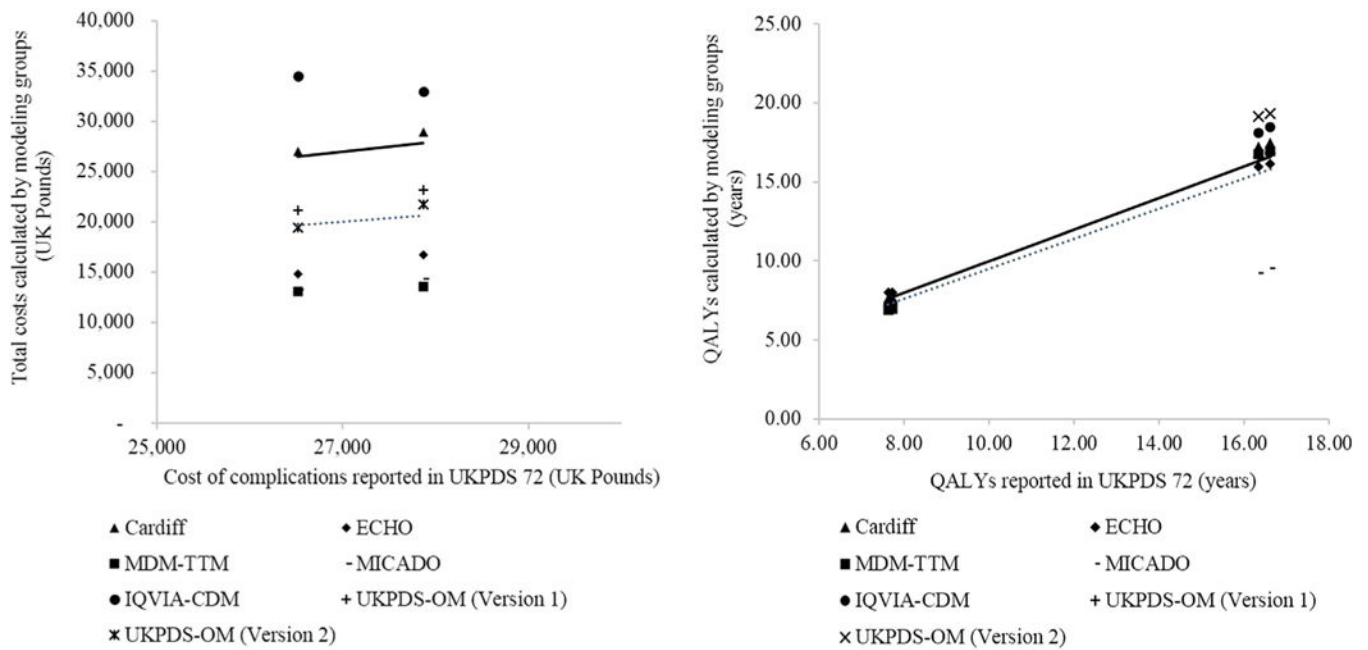 Total costs calculated by modeling groups
(UK Pounds)
40,000
35,000
30,000
25,000
20,000
15,000
10,000
5,000
-
25,000 27,000 29,000
Cost of complications reported in UKPDS 72 (UK Pounds)
Cardiff ECHO
MDM-TTM MICADO
IQVIA-CDM UKPDS-OM (Version 1)
UKPDS-OM (Version 2)
QALYs calculated by modeling groups
(years)
25.00
20.00
15.00
10.00
5.00
0.00
6.00 8.00 10.00 12.00 14.00 16.00 18.00
QALYs reported in UKPDS 72 (years)
Cardiff ECHO
MDM-TTM MICADO
IQVIA-CDM UKPDS-OM (Version 1)
UKPDS-OM (Version 2)